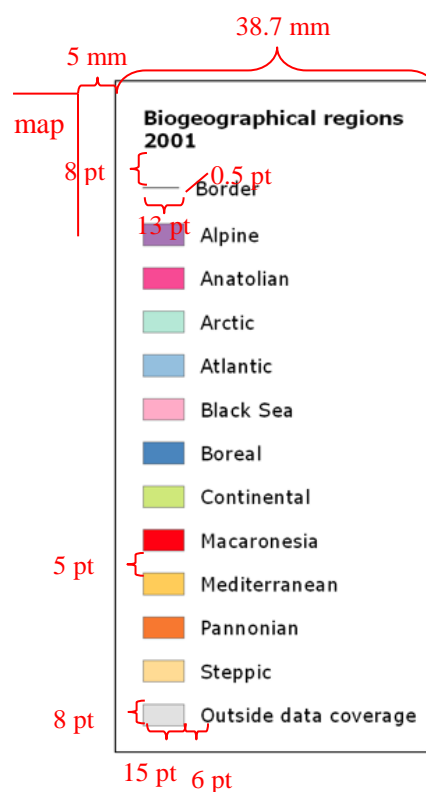 38.7 mm
5 mm
map
Biogeographical regions
2001
8 pt
0.5 pt
Border
13 pt
Alpine
Anatolian
Arctic
Atlantic
Black Sea
Boreal
Continental
Macaronesia
5 pt
Mediterranean
Pannonian
Steppic
8 pt
Outside data coverage
15 pt
6 pt